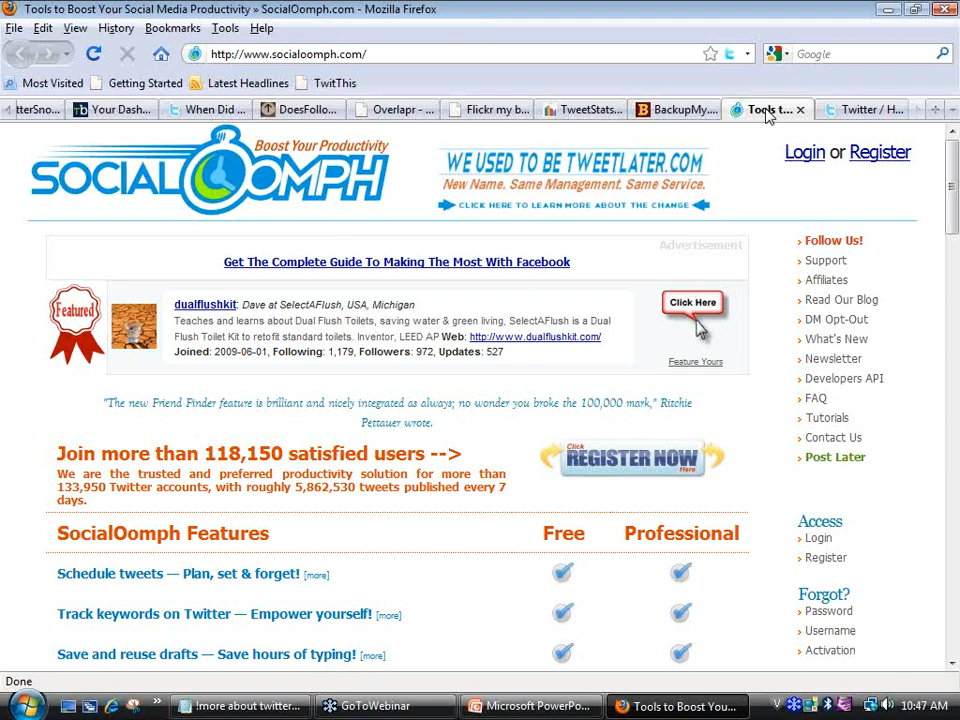 Tools to Boost Your Social Media Productivity » SocialOomph.com - Mozilla Firefox
File Edit View History Bookmarks Tools Help
http://www.socialoomph.com/
Google
Most Visited Getting Started Latest Headlines TwitThis
tterSno... Your Dash... When Did ... DoesFollo... Overlapr - ... Flickr my b... TweetStats... BackupMy.... Tools t... Twitter / H...
Boost Your Productivity
SOCIAL OOMPH
WE USED TO BE TWEETLATER.COM
New Name. Same Management. Same Service.
CLICK HERE TO LEARN MORE ABOUT THE CHANGE
Login or Register
Advertisement
Get The Complete Guide To Making The Most With Facebook
Featured
dualflushkit: Dave at SelectAFlush, USA, Michigan
Teaches and learns about Dual Flush Toilets, saving water & green living, SelectAFlush is a Dual
Flush Toilet Kit to retofit standard toilets. Inventor, LEED AP Web: http://www.dualflushkit.com/
Joined: 2009-06-01, Following: 1,179, Followers: 972, Updates: 527
Click Here
Feature Yours
"The new Friend Finder feature is brilliant and nicely integrated as always; no wonder you broke the 100,000 mark," Ritchie
Pettauer wrote.
Join more than 118,150 satisfied users -->
We are the trusted and preferred productivity solution for more than
133,950 Twitter accounts, with roughly 5,862,530 tweets published every 7
days.
Click
REGISTER NOW
Here
SocialOomph Features Free Professional
Schedule tweets — Plan, set & forget! [more]
Track keywords on Twitter — Empower yourself! [more]
Save and reuse drafts — Save hours of typing! [more]
Follow Us!
Support
Affiliates
Read Our Blog
DM Opt-Out
What's New
Newsletter
Developers API
FAQ
Tutorials
Contact Us
Post Later
Access
Login
Register
Forgot?
Password
Username
Activation
Done
!more about twitter... GoToWebinar Microsoft PowerPo... Tools to Boost You... 10:47 AM